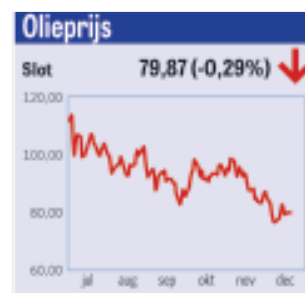 Olieprijs
Slot 79,87 (-0,29%)
120,00
100,00
80,00
60,00
jul aug sep okt nov dec